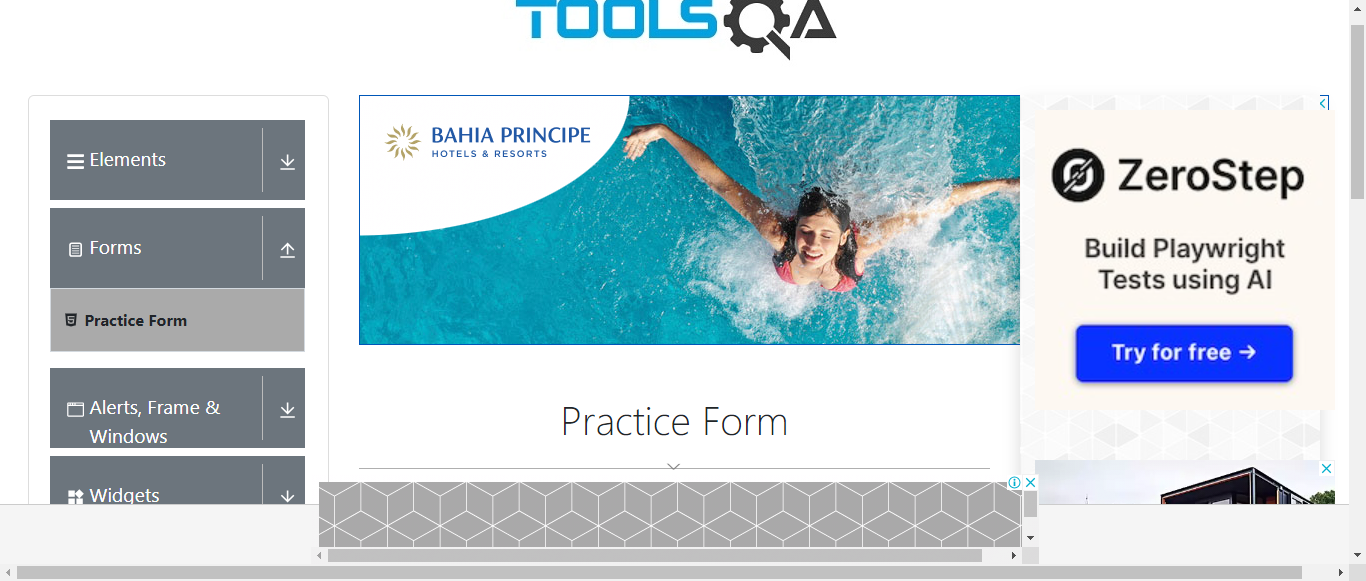 TOOLSQA
Elements
Forms
Practice Form
Alerts, Frame &
Windows
Widgets
BAHIA PRINCIPE
HOTELS & RESORTS
Practice Form
ZeroStep
Build Playwright
Tests using AI
Try for free →